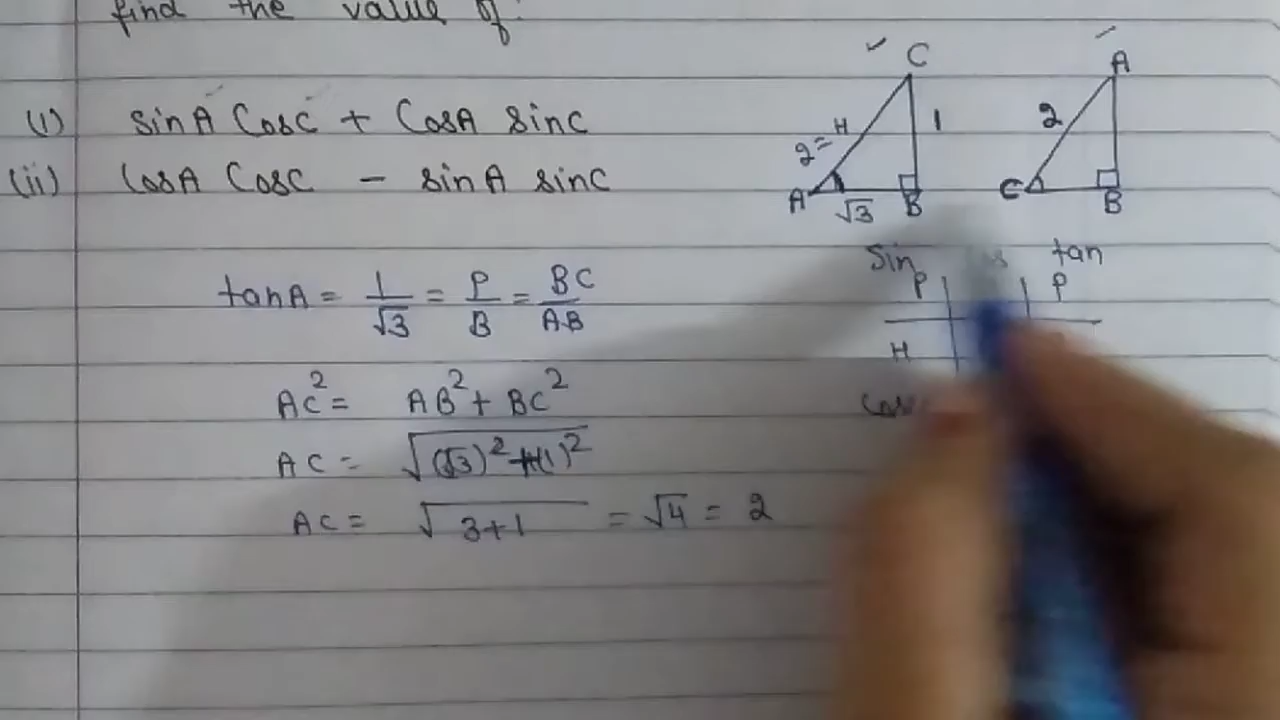 find the value of:
(i) sinA Cosc + CosA sinc
(ii) CosA Cosc - sinA sinc
C
H
1
2=
A
√3
B
A
2
C
B
sin tan
P P
H
tanA = 1/√3 = P/B = BC/AB
AC² = AB² + BC²
AC = √(√3)² + (1)²
AC = √3+1 = √4 = 2